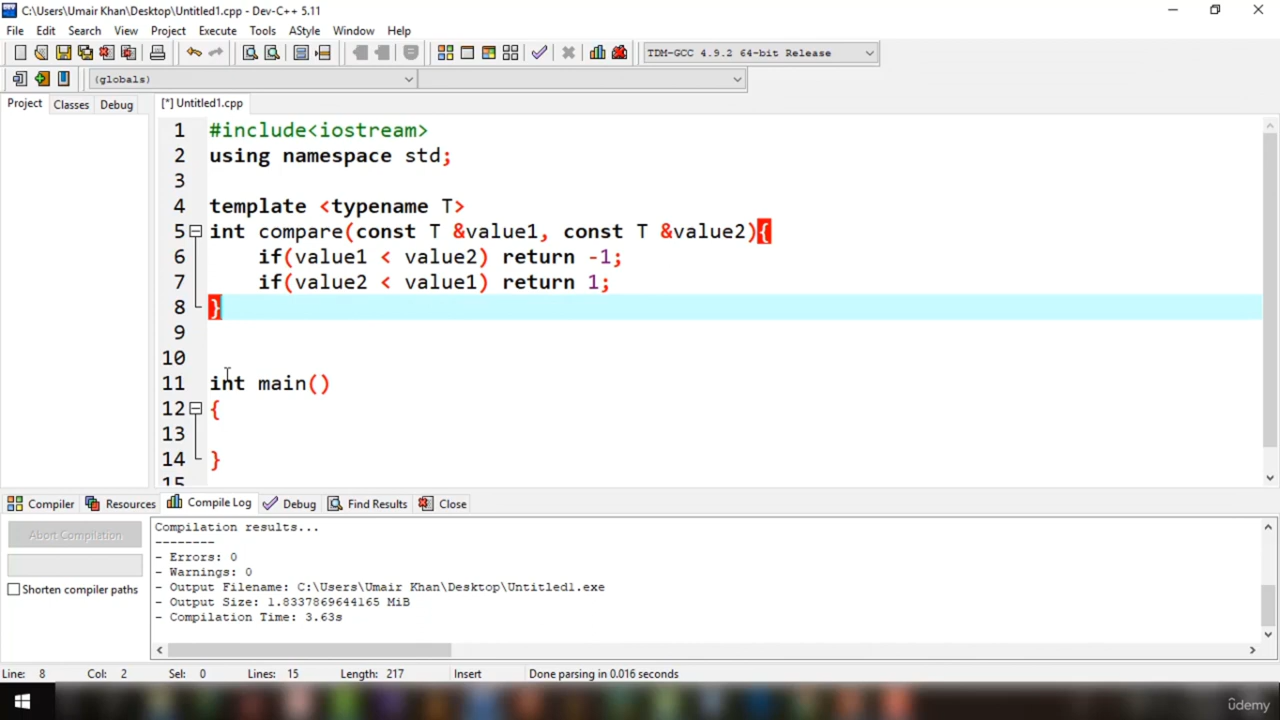 C:\Users\Umair Khan\Desktop\Untitled1.cpp - Dev-C++ 5.11
File Edit Search View Project Execute Tools AStyle Window Help
TDM-GCC 4.9.2 64-bit Release
(globals)
Project Classes Debug [*] Untitled1.cpp
1 #include<iostream>
2 using namespace std;
3
4 template <typename T>
5 int compare(const T &value1, const T &value2){
6 if(value1 < value2) return -1;
7 if(value2 < value1) return 1;
8 }
9
10
11 int main()
12 {
13
14 }
15
Compiler Resources Compile Log Debug Find Results Close
Abort Compilation
Shorten compiler paths
Compilation results...
--------
- Errors: 0
- Warnings: 0
- Output Filename: C:\Users\Umair Khan\Desktop\Untitled1.exe
- Output Size: 1.8337869644165 MiB
- Compilation Time: 3.63s
Line: 8 Col: 2 Sel: 0 Lines: 15 Length: 217 Insert Done parsing in 0.016 seconds
ûdemy